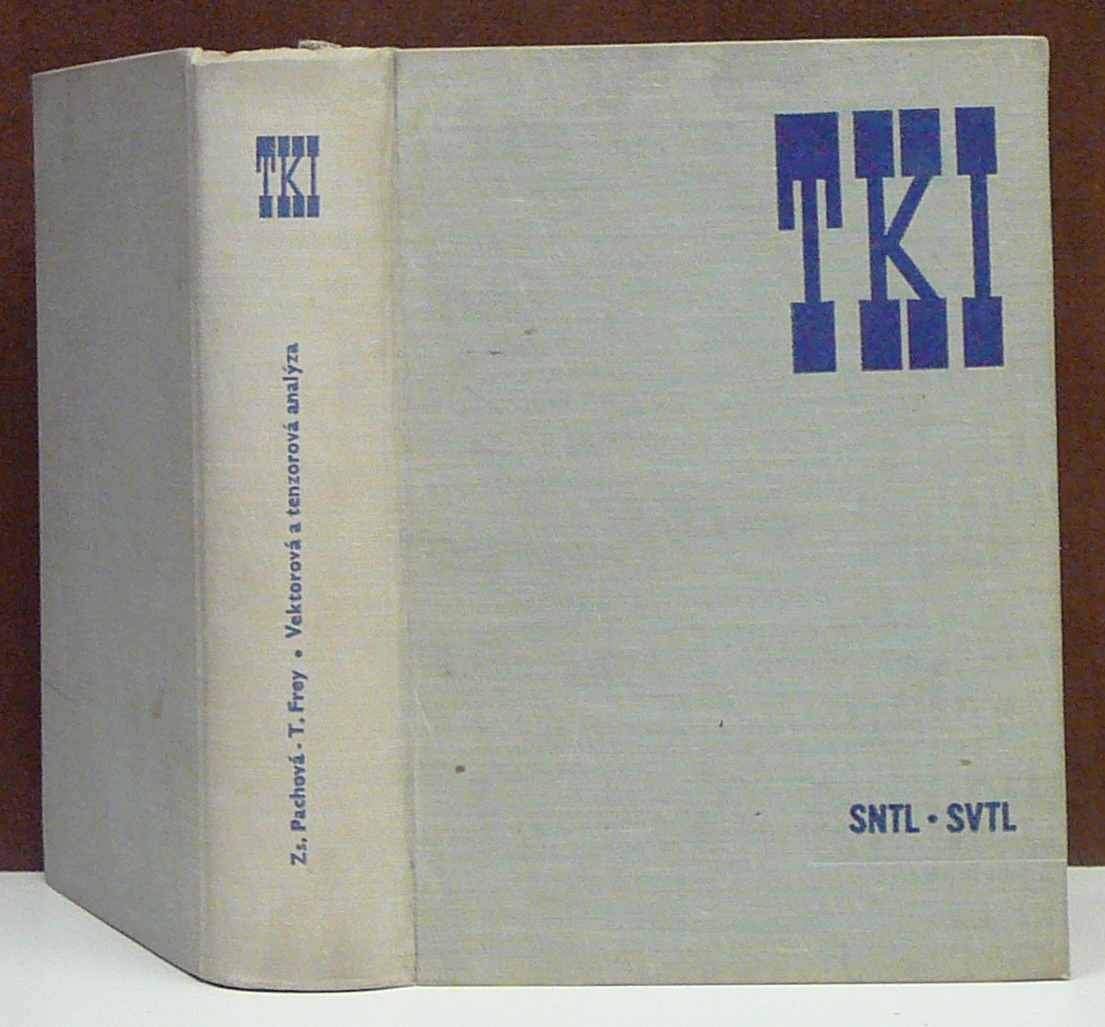 TKI
Zs. Pachová - T. Frey • Vektorová a tenzorová analýza
TKI
SNTL • SVTL